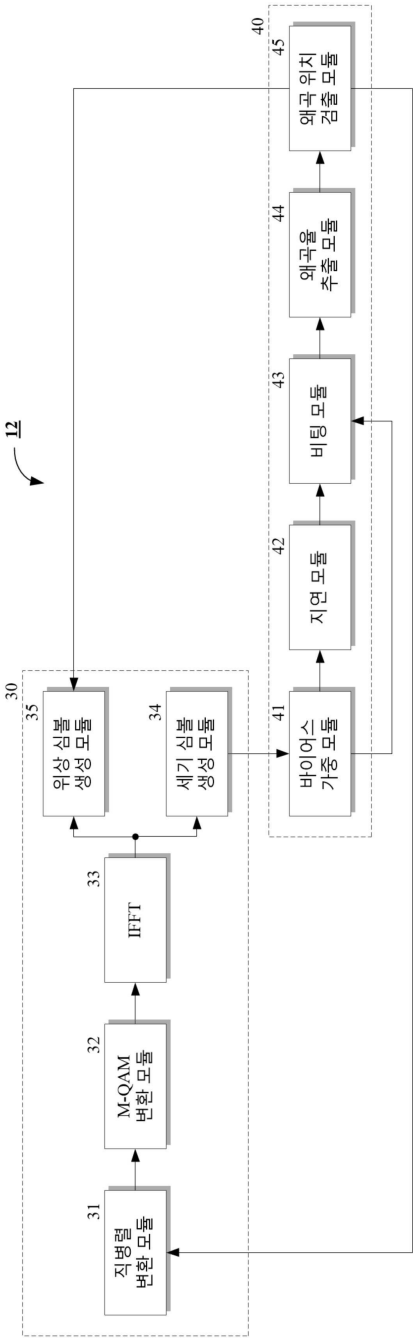 12
30
31
직병렬
변환 모듈
32
M-QAM
변환 모듈
33
IFFT
35
위상 심볼
생성 모듈
34
세기 심볼
생성 모듈
40
41
바이어스
가중 모듈
42
지연 모듈
43
비팅 모듈
44
왜곡율
추출 모듈
45
왜곡 위치
검출 모듈